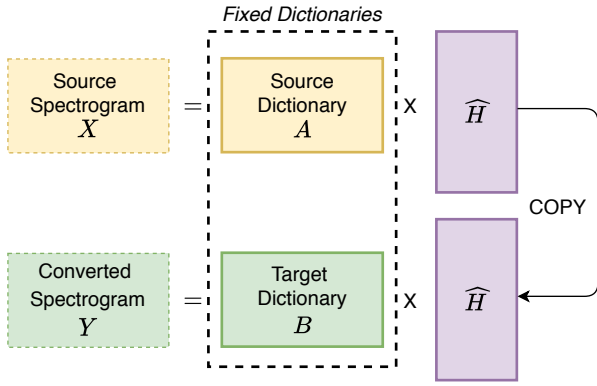 Fixed Dictionaries
Source
Spectrogram
X
=
Source
Dictionary
A
X
Ĥ
COPY
Converted
Spectrogram
Y
=
Target
Dictionary
B
X
Ĥ